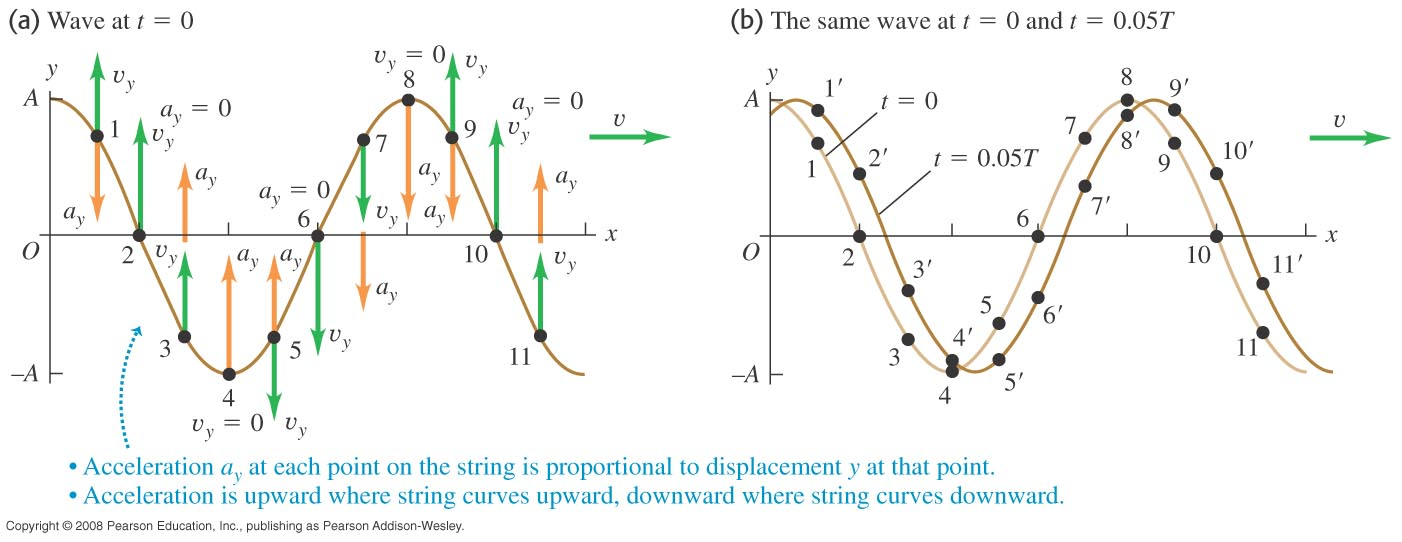 (a) Wave at t = 0
y
A
O
–A
x
1
2
3
4
5
6
7
8
9
10
11
v_y
a_y
a_y = 0
v_y
a_y
v_y
a_y
v_y = 0
a_y
v_y
a_y = 0
v_y
v_y
a_y
v_y = 0
a_y
v_y
a_y
a_y = 0
v_y
a_y
v_y
v
(b) The same wave at t = 0 and t = 0.05T
y
A
O
–A
x
t = 0
t = 0.05T
1
1′
2
2′
3
3′
4
4′
5
5′
6
6′
7
7′
8
8′
9
9′
10
10′
11
11′
v
• Acceleration a_y at each point on the string is proportional to displacement y at that point.
• Acceleration is upward where string curves upward, downward where string curves downward.
Copyright © 2008 Pearson Education, Inc., publishing as Pearson Addison-Wesley.